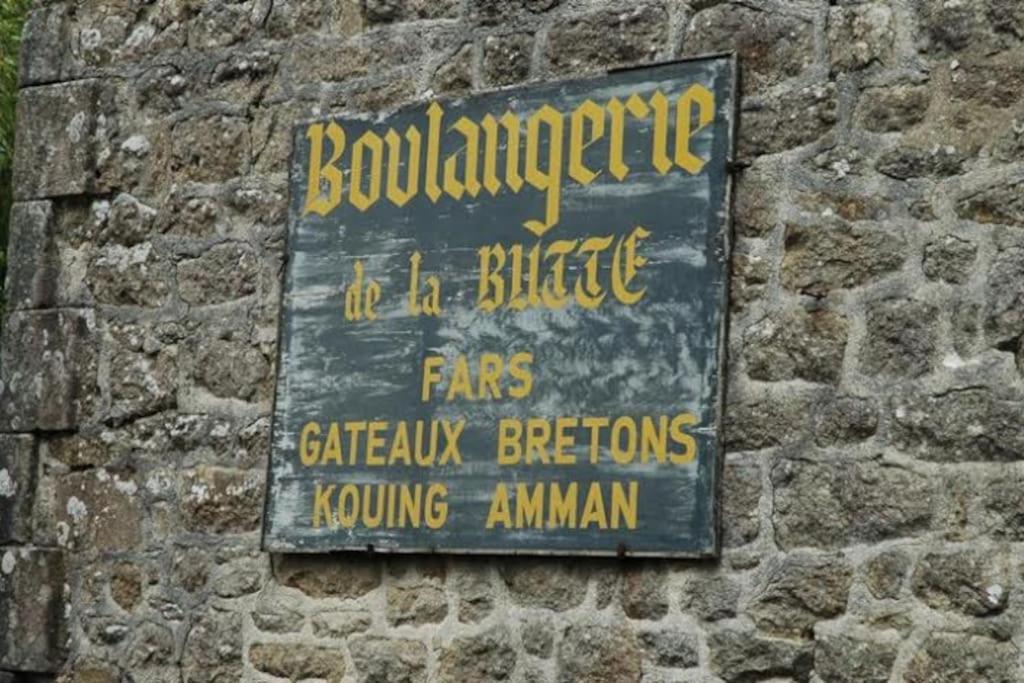 Boulangerie
de la BUTTE
FARS
GATEAUX BRETONS
KOUING AMMAN